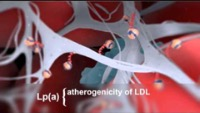 atherogenicity of LDL
Lp(a) {